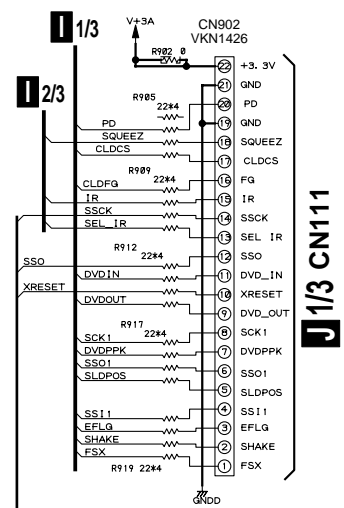 V+3A
CN902
VKN1426
I 1/3
R902 0
22 +3.3V
21 GND
I 2/3
R905
22*4
20 PD
19 GND
PD
SQUEEZ
18 SQUEEZ
CLDCS
17 CLDCS
R909
22*4
16 FG
CLDFG
IR
15 IR
SSCK
14 SSCK
SEL_IR
13 SEL IR
R912
22*4
SSO
12 SSO
DVDIN
11 DVD_IN
XRESET
10 XRESET
DVDOUT
9 DVD_OUT
R917
22*4
8 SCK1
SCK1
DVDPPK
7 DVDPPK
SSO1
6 SSO1
SLDPOS
5 SLDPOS
SSI1
4 SSI1
EFLG
3 EFLG
SHAKE
2 SHAKE
FSX
1 FSX
R919 22*4
GNDD
J 1/3 CN111